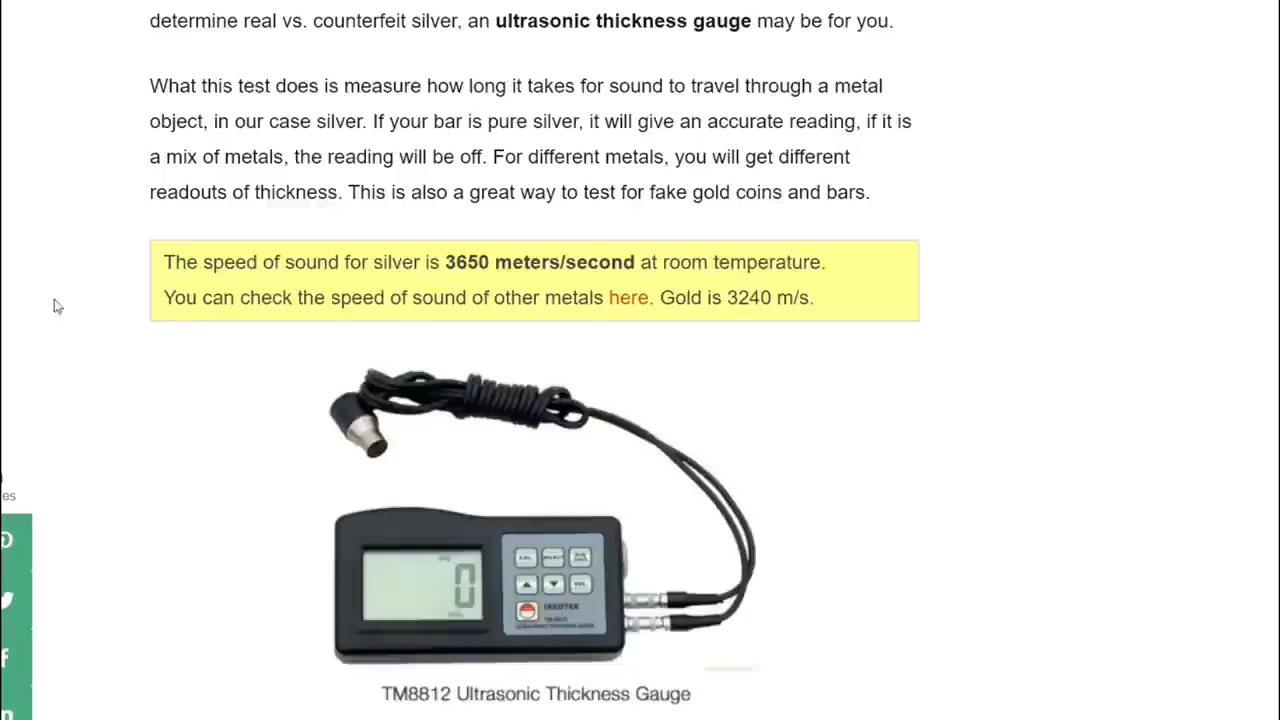 determine real vs. counterfeit silver, an ultrasonic thickness gauge may be for you.
What this test does is measure how long it takes for sound to travel through a metal
object, in our case silver. If your bar is pure silver, it will give an accurate reading, if it is
a mix of metals, the reading will be off. For different metals, you will get different
readouts of thickness. This is also a great way to test for fake gold coins and bars.
The speed of sound for silver is 3650 meters/second at room temperature.
You can check the speed of sound of other metals here. Gold is 3240 m/s.
es
0
TM8812 Ultrasonic Thickness Gauge